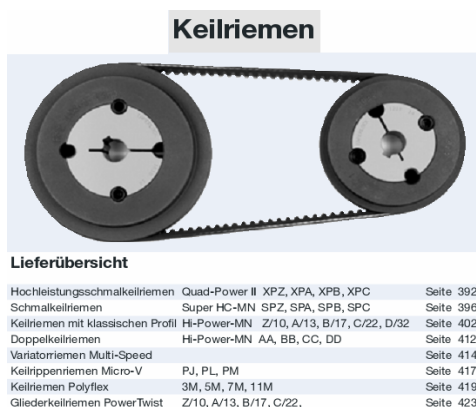 Keilriemen
Lieferübersicht
Hochleistungsschmalkeilriemen Quad-Power II XPZ, XPA, XPB, XPC Seite 392
Schmalkeilriemen Super HC-MN SPZ, SPA, SPB, SPC Seite 396
Keilriemen mit klassischen Profil Hi-Power-MN Z/10, A/13, B/17, C/22, D/32 Seite 402
Doppelkeilriemen Hi-Power-MN AA, BB, CC, DD Seite 412
Variatorriemen Multi-Speed Seite 414
Keilrippenriemen Micro-V PJ, PL, PM Seite 417
Keilriemen Polyflex 3M, 5M, 7M, 11M Seite 419
Gliederkeilriemen PowerTwist Z/10, A/13, B/17, C/22, Seite 423